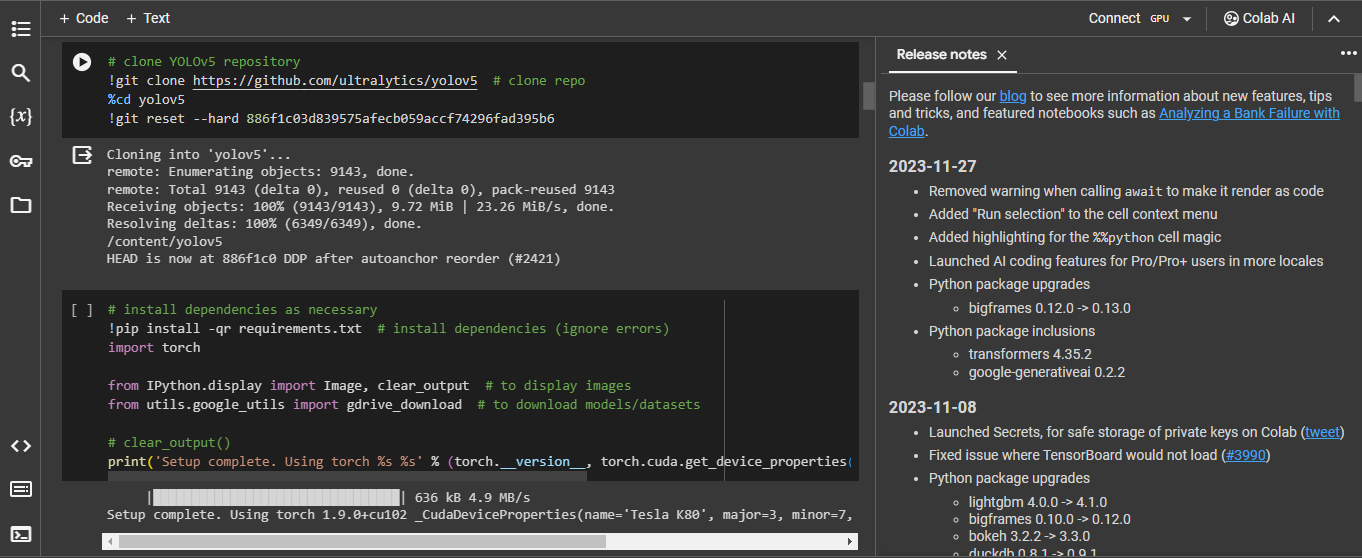 + Code + Text
Connect GPU
Colab AI
# clone YOLOv5 repository
!git clone https://github.com/ultralytics/yolov5  # clone repo
%cd yolov5
!git reset --hard 886f1c03d839575afecb059accf74296fad395b6
Cloning into 'yolov5'...
remote: Enumerating objects: 9143, done.
remote: Total 9143 (delta 0), reused 0 (delta 0), pack-reused 9143
Receiving objects: 100% (9143/9143), 9.72 MiB | 23.26 MiB/s, done.
Resolving deltas: 100% (6349/6349), done.
/content/yolov5
HEAD is now at 886f1c0 DDP after autoanchor reorder (#2421)
[ ] # install dependencies as necessary
!pip install -qr requirements.txt  # install dependencies (ignore errors)
import torch
from IPython.display import Image, clear_output  # to display images
from utils.google_utils import gdrive_download  # to download models/datasets
# clear_output()
print('Setup complete. Using torch %s %s' % (torch.__version__, torch.cuda.get_device_properties(
| | 636 kB 4.9 MB/s
Setup complete. Using torch 1.9.0+cu102 _CudaDeviceProperties(name='Tesla K80', major=3, minor=7,
Release notes
Please follow our blog to see more information about new features, tips
and tricks, and featured notebooks such as Analyzing a Bank Failure with
Colab.
2023-11-27
• Removed warning when calling await to make it render as code
• Added "Run selection" to the cell context menu
• Added highlighting for the %%python cell magic
• Launched AI coding features for Pro/Pro+ users in more locales
• Python package upgrades
◦ bigframes 0.12.0 -> 0.13.0
• Python package inclusions
◦ transformers 4.35.2
◦ google-generativeai 0.2.2
2023-11-08
• Launched Secrets, for safe storage of private keys on Colab (tweet)
• Fixed issue where TensorBoard would not load (#3990)
• Python package upgrades
◦ lightgbm 4.0.0 -> 4.1.0
◦ bigframes 0.10.0 -> 0.12.0
◦ bokeh 3.2.2 -> 3.3.0
◦ duckdb 0.8.1 -> 0.9.1